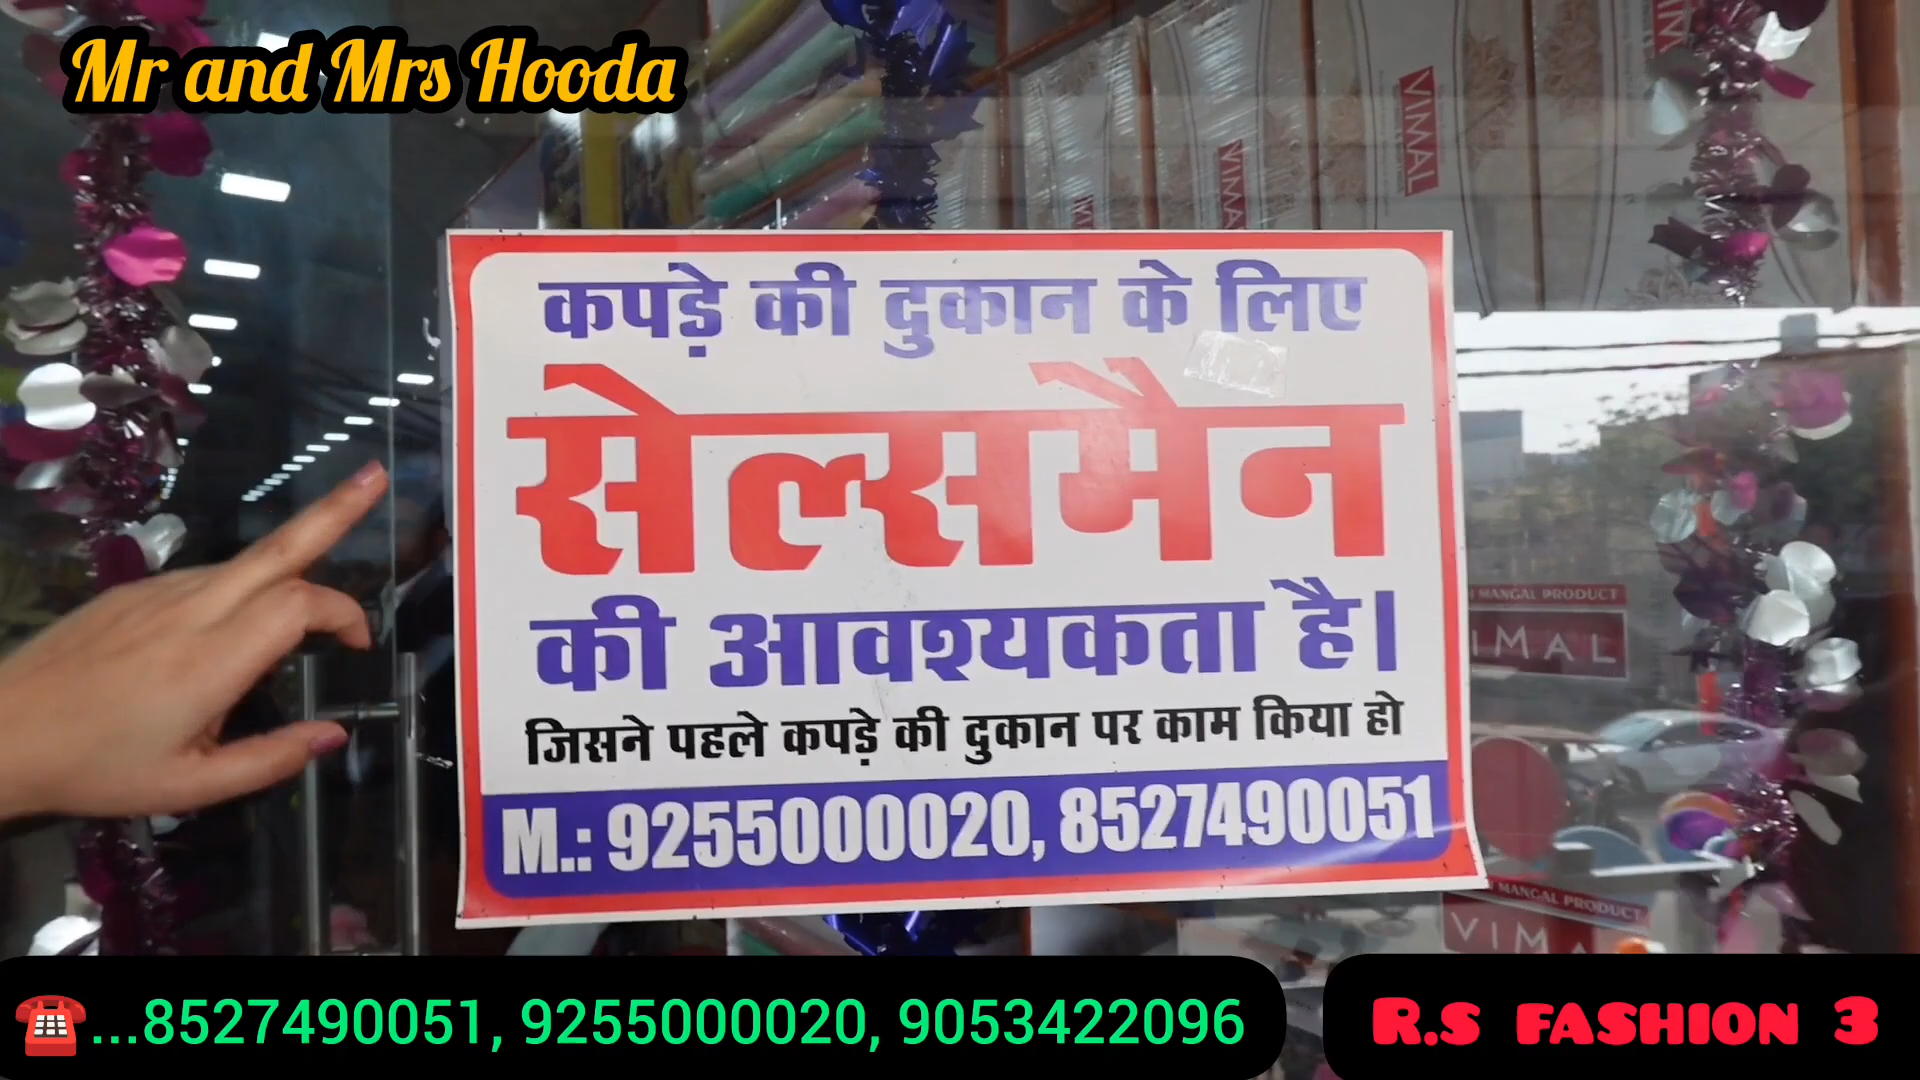 Mr and Mrs Hooda
VIMAL
कपड़े की दुकान के लिए
सेल्समैन
की आवश्यकता है।
जिसने पहले कपड़े की दुकान पर काम किया हो
M.: 9255000020, 8527490051
MANGAL PRODUCT
IMAL
MANGAL PRODUCT
VIMA
☎...8527490051, 9255000020, 9053422096
R.S FASHION 3